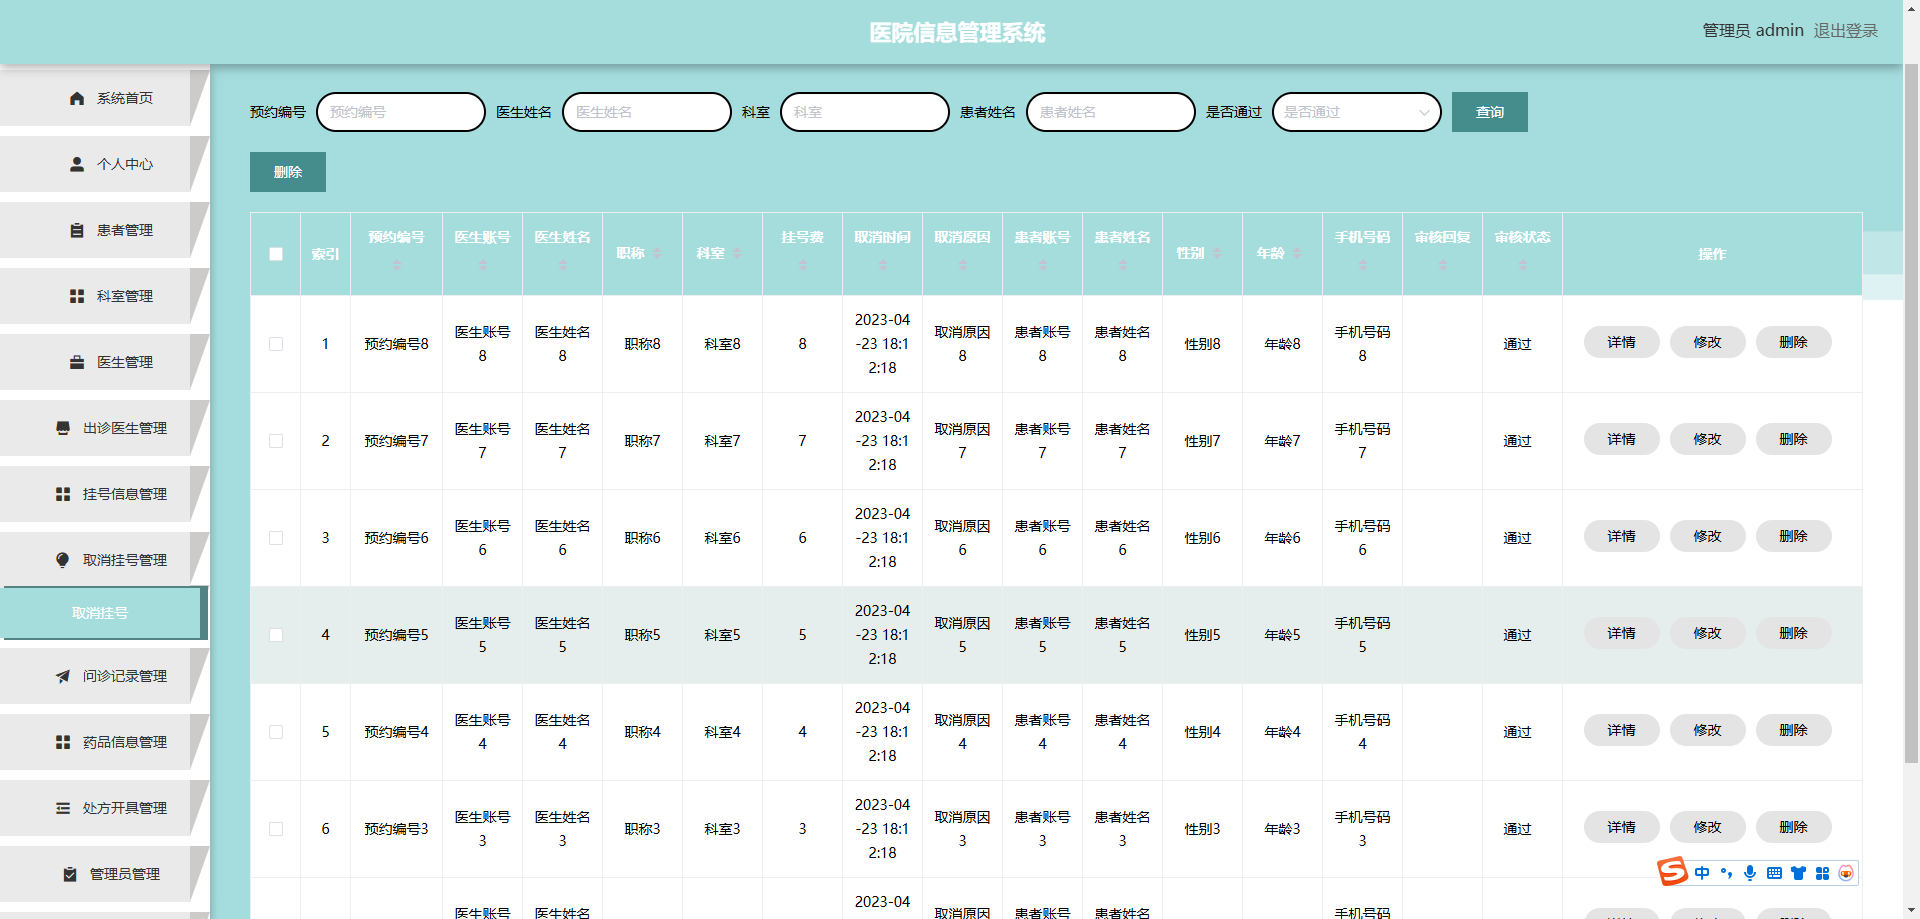 医院信息管理系统
管理员 admin 退出登录
系统首页
个人中心
患者管理
科室管理
医生管理
出诊医生管理
挂号信息管理
取消挂号管理
取消挂号
问诊记录管理
药品信息管理
处方开具管理
管理员管理
预约编号 预约编号 医生姓名 医生姓名 科室 科室 患者姓名 患者姓名 是否通过 是否通过 查询
删除
索引 预约编号 医生账号 医生姓名 职称 科室 挂号费 取消时间 取消原因 患者账号 患者姓名 性别 年龄 手机号码 审核回复 审核状态 操作
1 预约编号8 医生账号8 医生姓名8 职称8 科室8 8 2023-04-23 18:12:18 取消原因8 患者账号8 患者姓名8 性别8 年龄8 手机号码8 通过 详情 修改 删除
2 预约编号7 医生账号7 医生姓名7 职称7 科室7 7 2023-04-23 18:12:18 取消原因7 患者账号7 患者姓名7 性别7 年龄7 手机号码7 通过 详情 修改 删除
3 预约编号6 医生账号6 医生姓名6 职称6 科室6 6 2023-04-23 18:12:18 取消原因6 患者账号6 患者姓名6 性别6 年龄6 手机号码6 通过 详情 修改 删除
4 预约编号5 医生账号5 医生姓名5 职称5 科室5 5 2023-04-23 18:12:18 取消原因5 患者账号5 患者姓名5 性别5 年龄5 手机号码5 通过 详情 修改 删除
5 预约编号4 医生账号4 医生姓名4 职称4 科室4 4 2023-04-23 18:12:18 取消原因4 患者账号4 患者姓名4 性别4 年龄4 手机号码4 通过 详情 修改 删除
6 预约编号3 医生账号3 医生姓名3 职称3 科室3 3 2023-04-23 18:12:18 取消原因3 患者账号3 患者姓名3 性别3 年龄3 手机号码3 通过 详情 修改 删除
医生账号 医生姓名 2023-04 取消原因 患者账号 患者姓名 手机号码
S 中